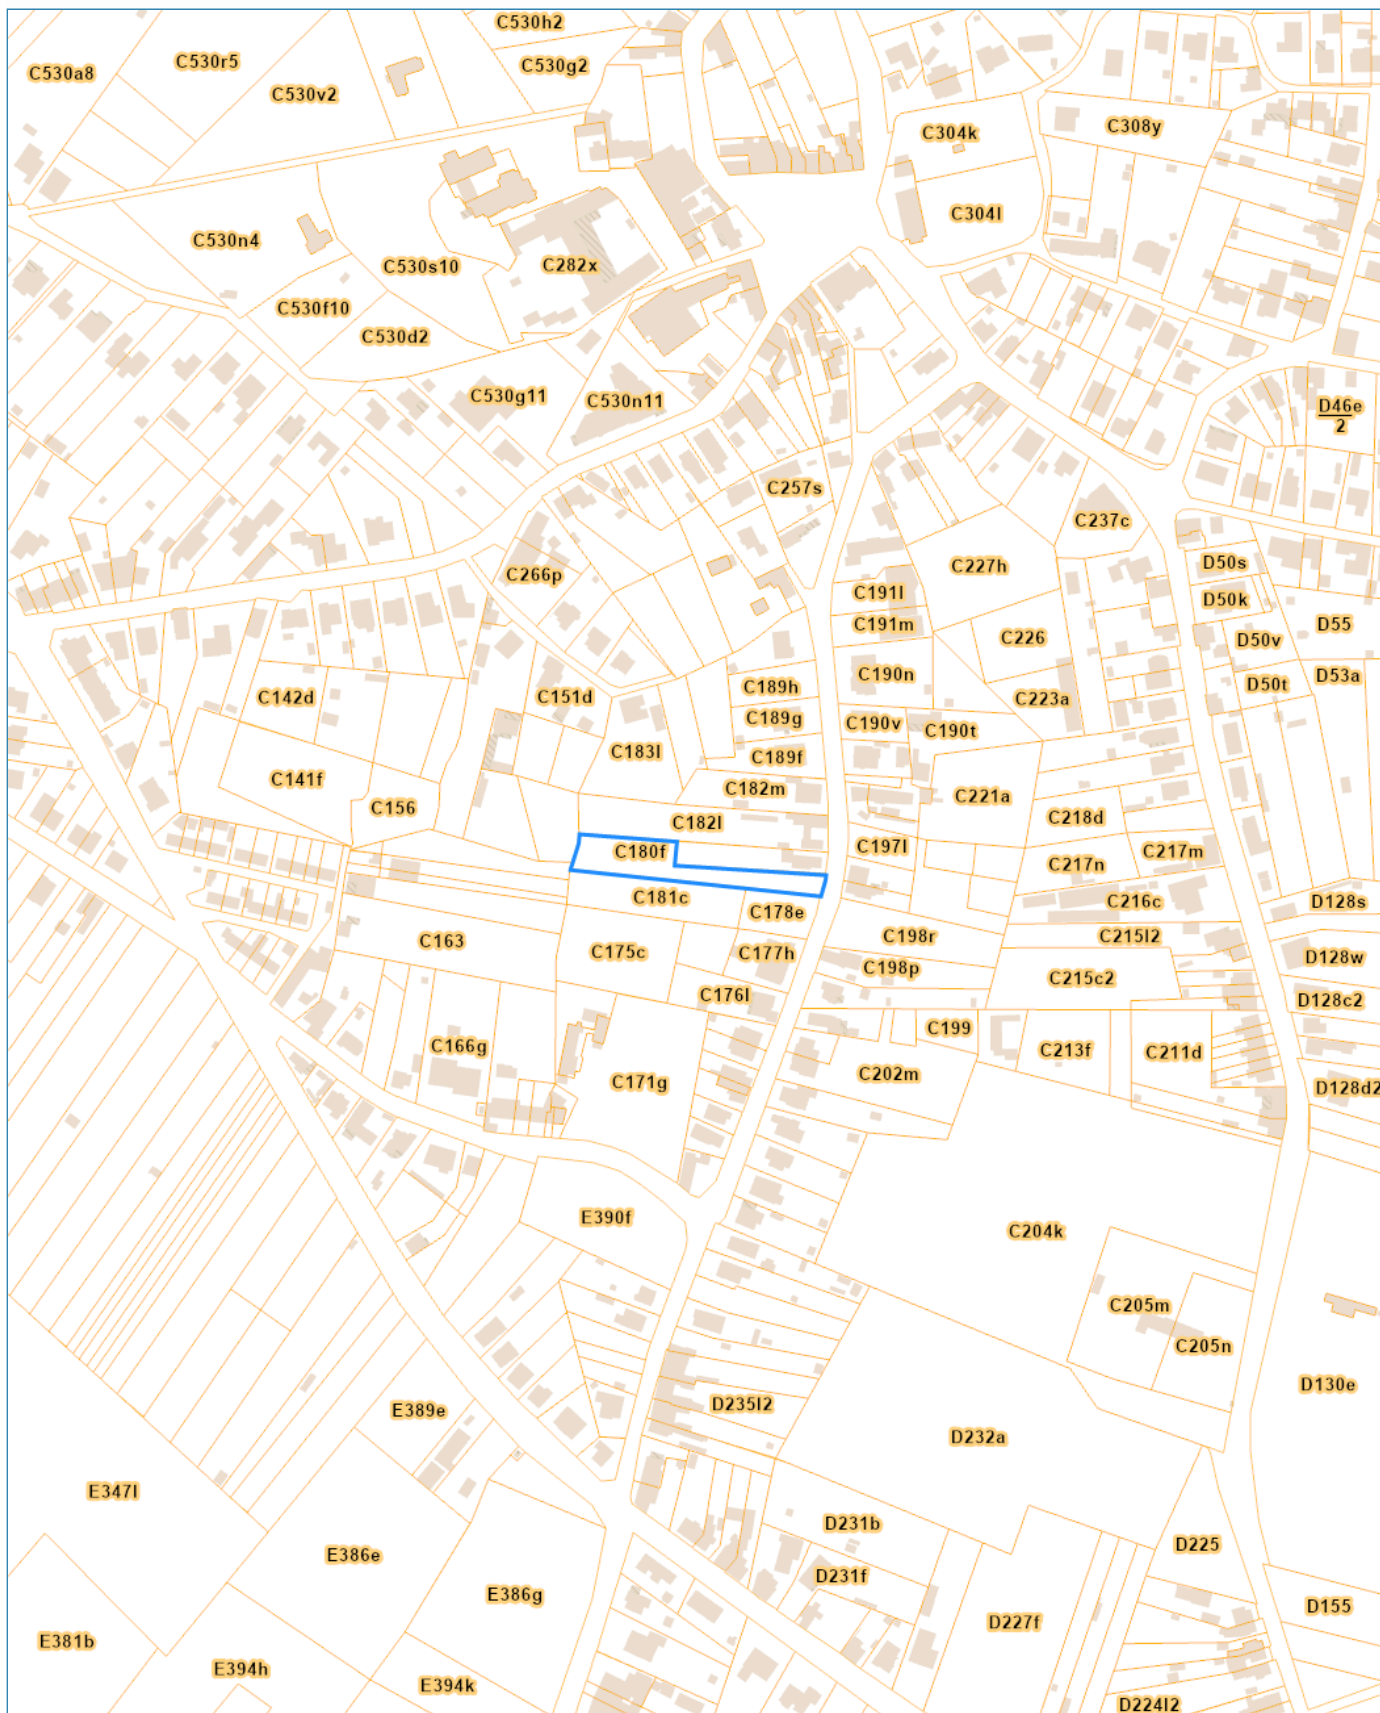 C530h2
C530g2
C530r5
C530a8
C530v2
C304k
C308y
C304l
C530n4
C530s10
C282x
C530f10
C530d2
C530g11
C530n11
D46e
2
C257s
C237c
C266p
C227h
D50s
C191l
D50k
C191m
C226
D50v
D55
C190n
D53a
C189h
D50t
C142d
C151d
C223a
C189g
C190v
C190t
C183l
C189f
C141f
C182m
C221a
C156
C182l
C218d
C180f
C197l
C217n
C217m
C181c
C216c
D128s
C178e
C163
C198r
C215l2
C175c
C177h
C198p
D128w
C215c2
C176l
D128c2
C199
C166g
C213f
C211d
C171g
C202m
D128d2
E390f
C204k
C205m
C205n
D130e
D235l2
E389e
D232a
E347l
D231b
D225
E386e
D231f
E386g
D155
D227f
E381b
E394h
E394k
D224l2